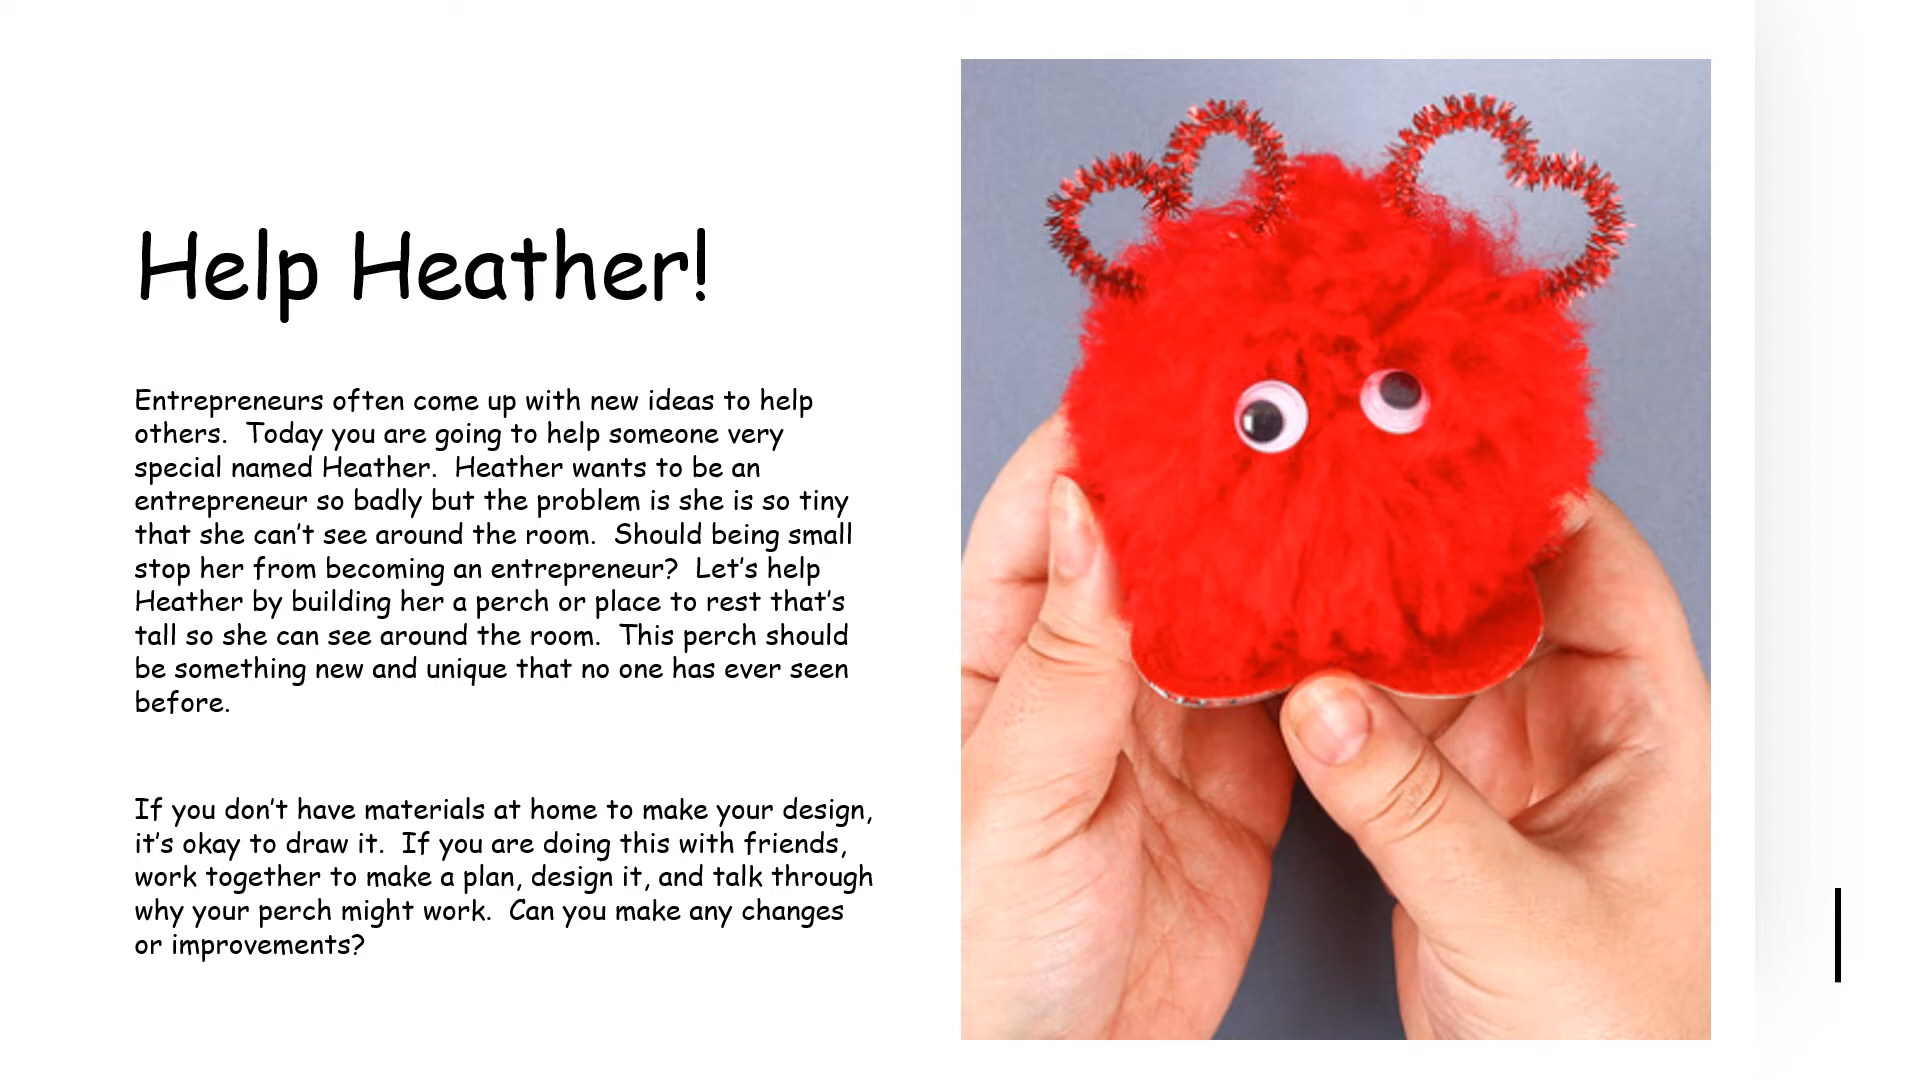 Help Heather!
Entrepreneurs often come up with new ideas to help
others.  Today you are going to help someone very
special named Heather.  Heather wants to be an
entrepreneur so badly but the problem is she is so tiny
that she can’t see around the room.  Should being small
stop her from becoming an entrepreneur?  Let’s help
Heather by building her a perch or place to rest that’s
tall so she can see around the room.  This perch should
be something new and unique that no one has ever seen
before.
If you don’t have materials at home to make your design,
it’s okay to draw it.  If you are doing this with friends,
work together to make a plan, design it, and talk through
why your perch might work.  Can you make any changes
or improvements?